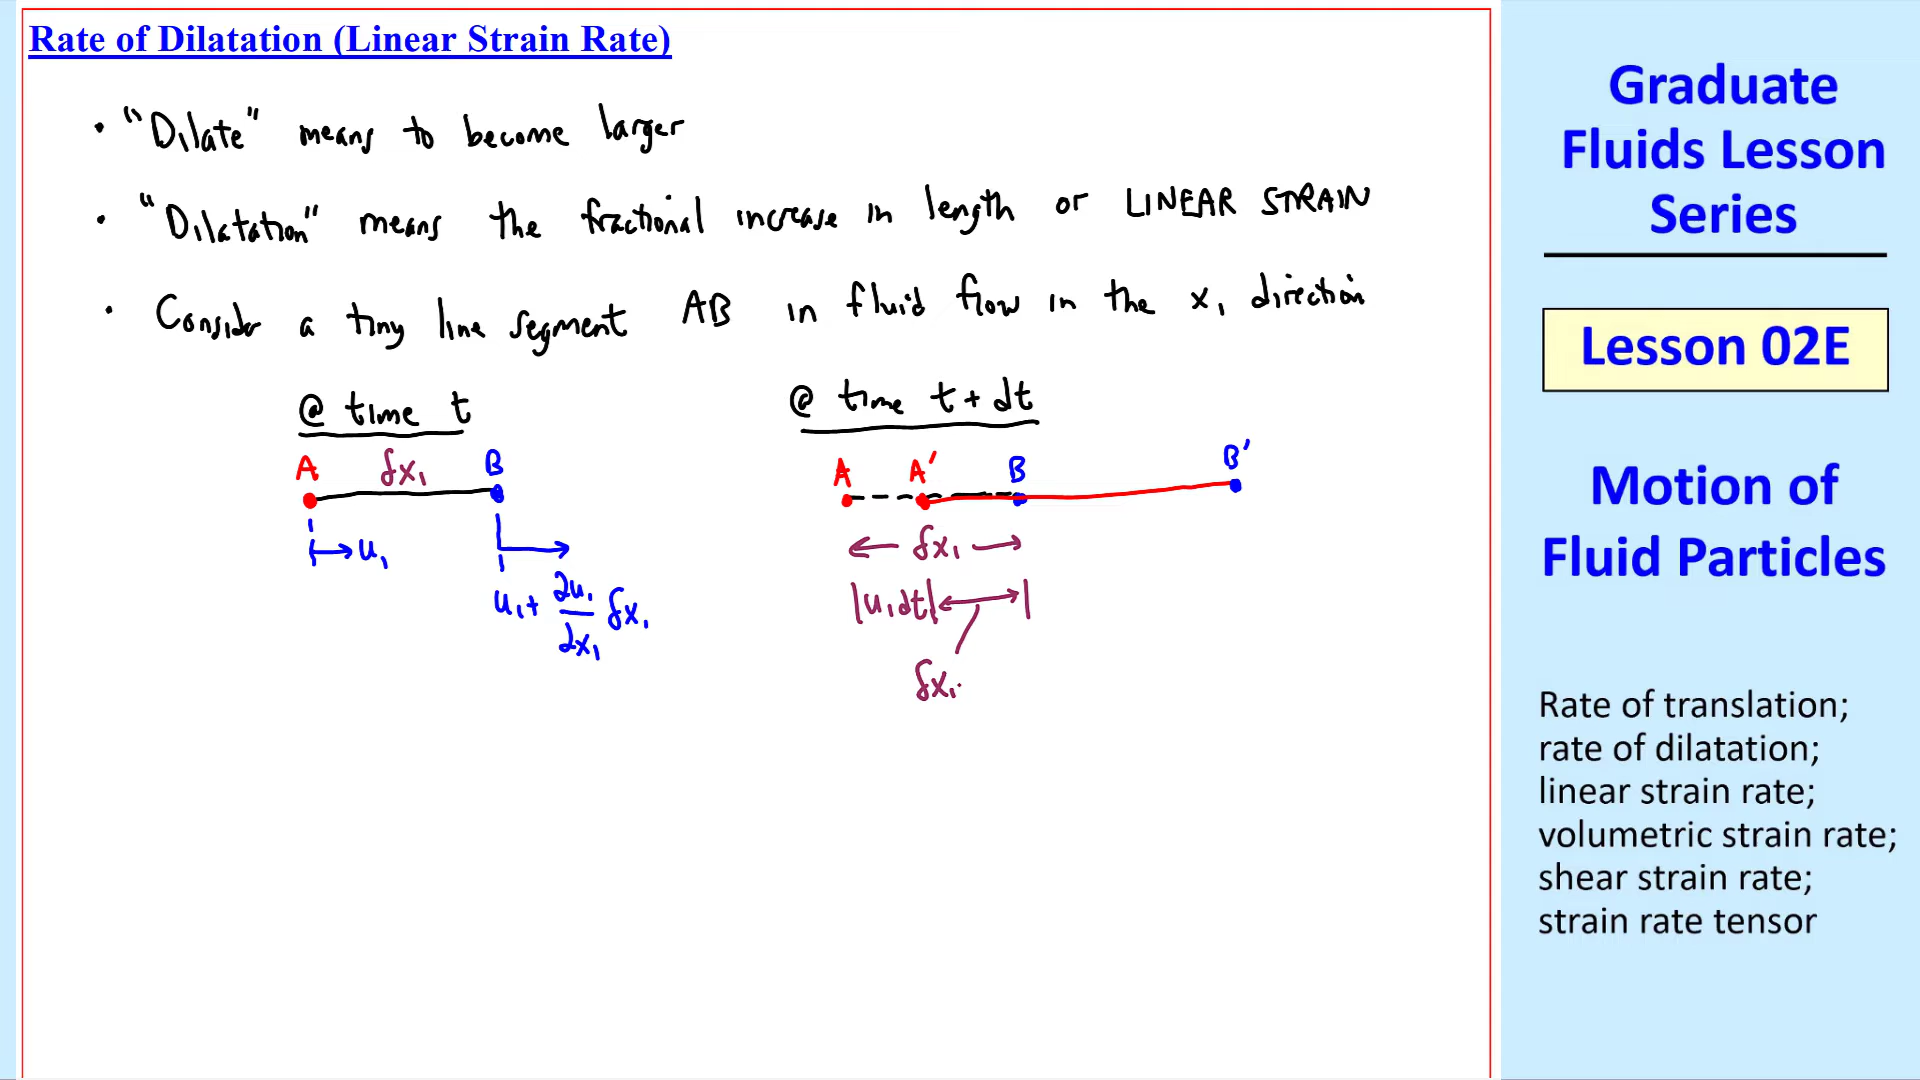 Rate of Dilatation (Linear Strain Rate)
• "Dilate" means to become larger
• "Dilatation" means the fractional increase in length or LINEAR STRAIN
• Consider a tiny line segment AB in fluid flow in the x₁ direction
@ time t
A δx₁ B
u₁
u₁ + ∂u₁/∂x₁ δx₁
@ time t + dt
A A' B B'
δx₁
|u₁dt|
δx₁
Graduate
Fluids Lesson
Series
Lesson 02E
Motion of
Fluid Particles
Rate of translation;
rate of dilatation;
linear strain rate;
volumetric strain rate;
shear strain rate;
strain rate tensor